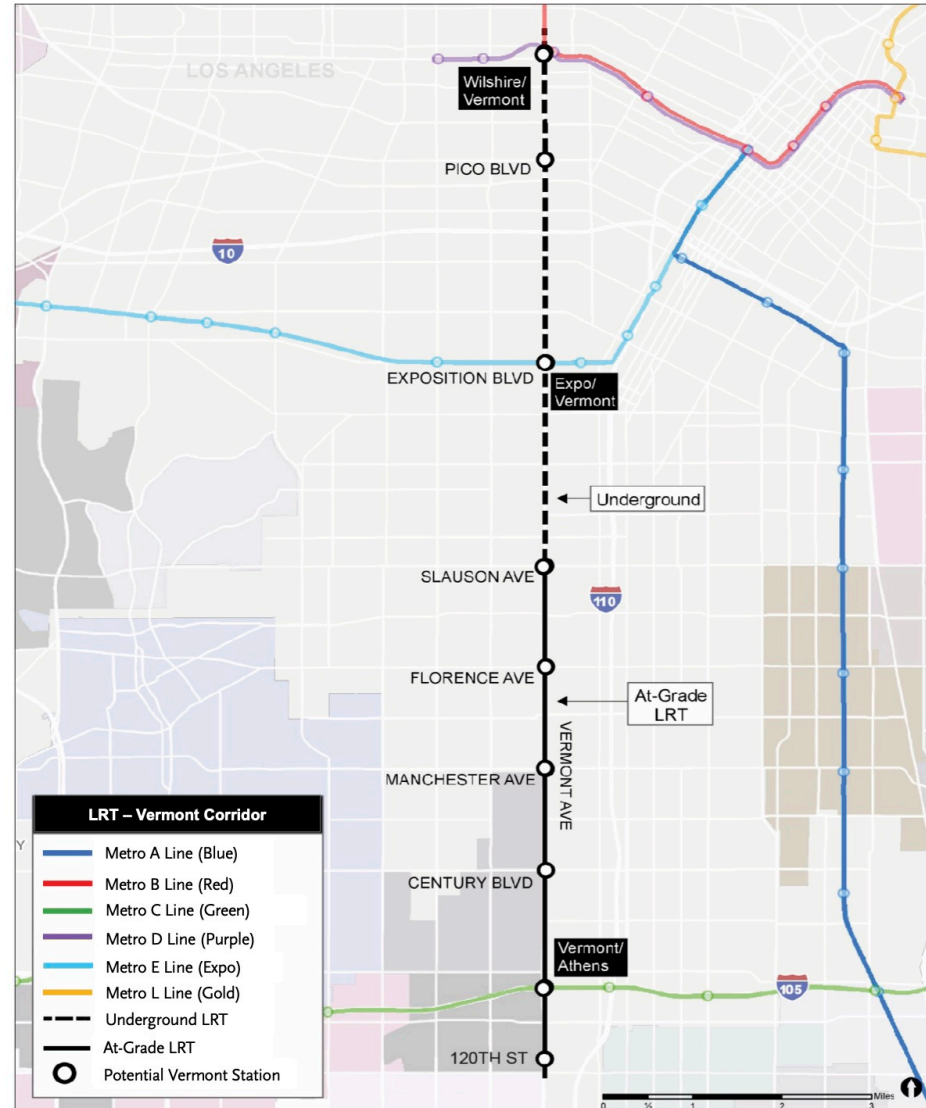 LOS ANGELES
Wilshire/
Vermont
PICO BLVD
10
EXPOSITION BLVD
Expo/
Vermont
Underground
SLAUSON AVE
110
FLORENCE AVE
At-Grade
LRT
VERMONT AVE
MANCHESTER AVE
CENTURY BLVD
Vermont/
Athens
105
120TH ST
Y
LRT – Vermont Corridor
Metro A Line (Blue)
Metro B Line (Red)
Metro C Line (Green)
Metro D Line (Purple)
Metro E Line (Expo)
Metro L Line (Gold)
Underground LRT
At-Grade LRT
Potential Vermont Station
0 ½ 1 2 3 Miles